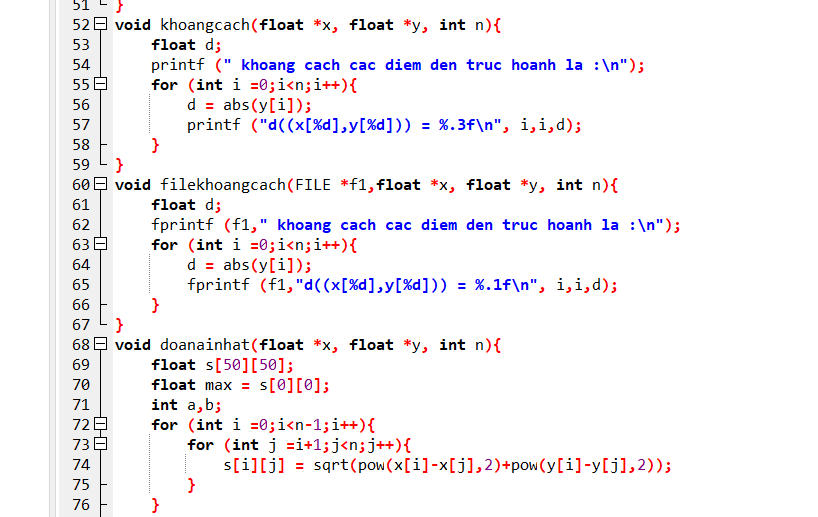 51 }
52 void khoangcach(float *x, float *y, int n){
53 float d;
54 printf (" khoang cach cac diem den truc hoanh la :\n");
55 for (int i =0;i<n;i++){
56 d = abs(y[i]);
57 printf ("d((x[%d],y[%d])) = %.3f\n", i,i,d);
58 }
59 }
60 void filekhoangcach(FILE *f1,float *x, float *y, int n){
61 float d;
62 fprintf (f1," khoang cach cac diem den truc hoanh la :\n");
63 for (int i =0;i<n;i++){
64 d = abs(y[i]);
65 fprintf (f1,"d((x[%d],y[%d])) = %.1f\n", i,i,d);
66 }
67 }
68 void doanainhat(float *x, float *y, int n){
69 float s[50][50];
70 float max = s[0][0];
71 int a,b;
72 for (int i =0;i<n-1;i++){
73 for (int j =i+1;j<n;j++){
74 s[i][j] = sqrt(pow(x[i]-x[j],2)+pow(y[i]-y[j],2));
75 }
76 }